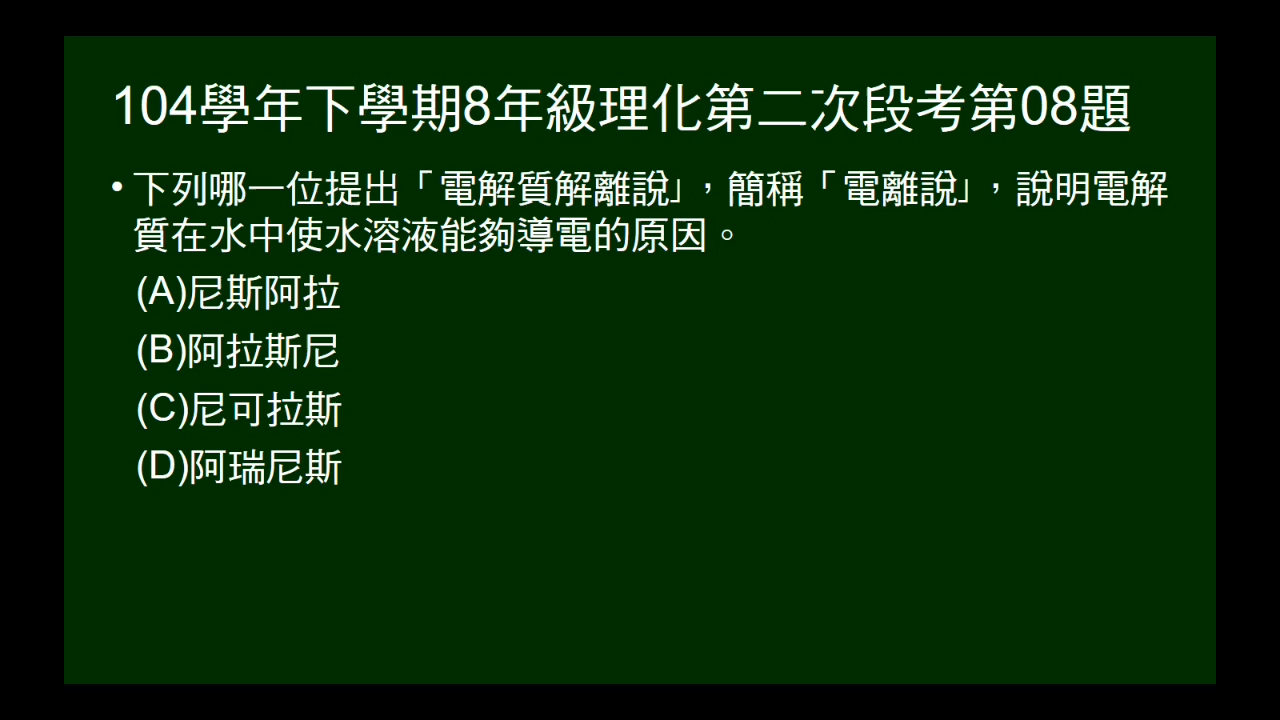 104學年下學期8年級理化第二次段考第08題
•下列哪一位提出「電解質解離說」，簡稱「電離說」，說明電解
質在水中使水溶液能夠導電的原因。
(A)尼斯阿拉
(B)阿拉斯尼
(C)尼可拉斯
(D)阿瑞尼斯